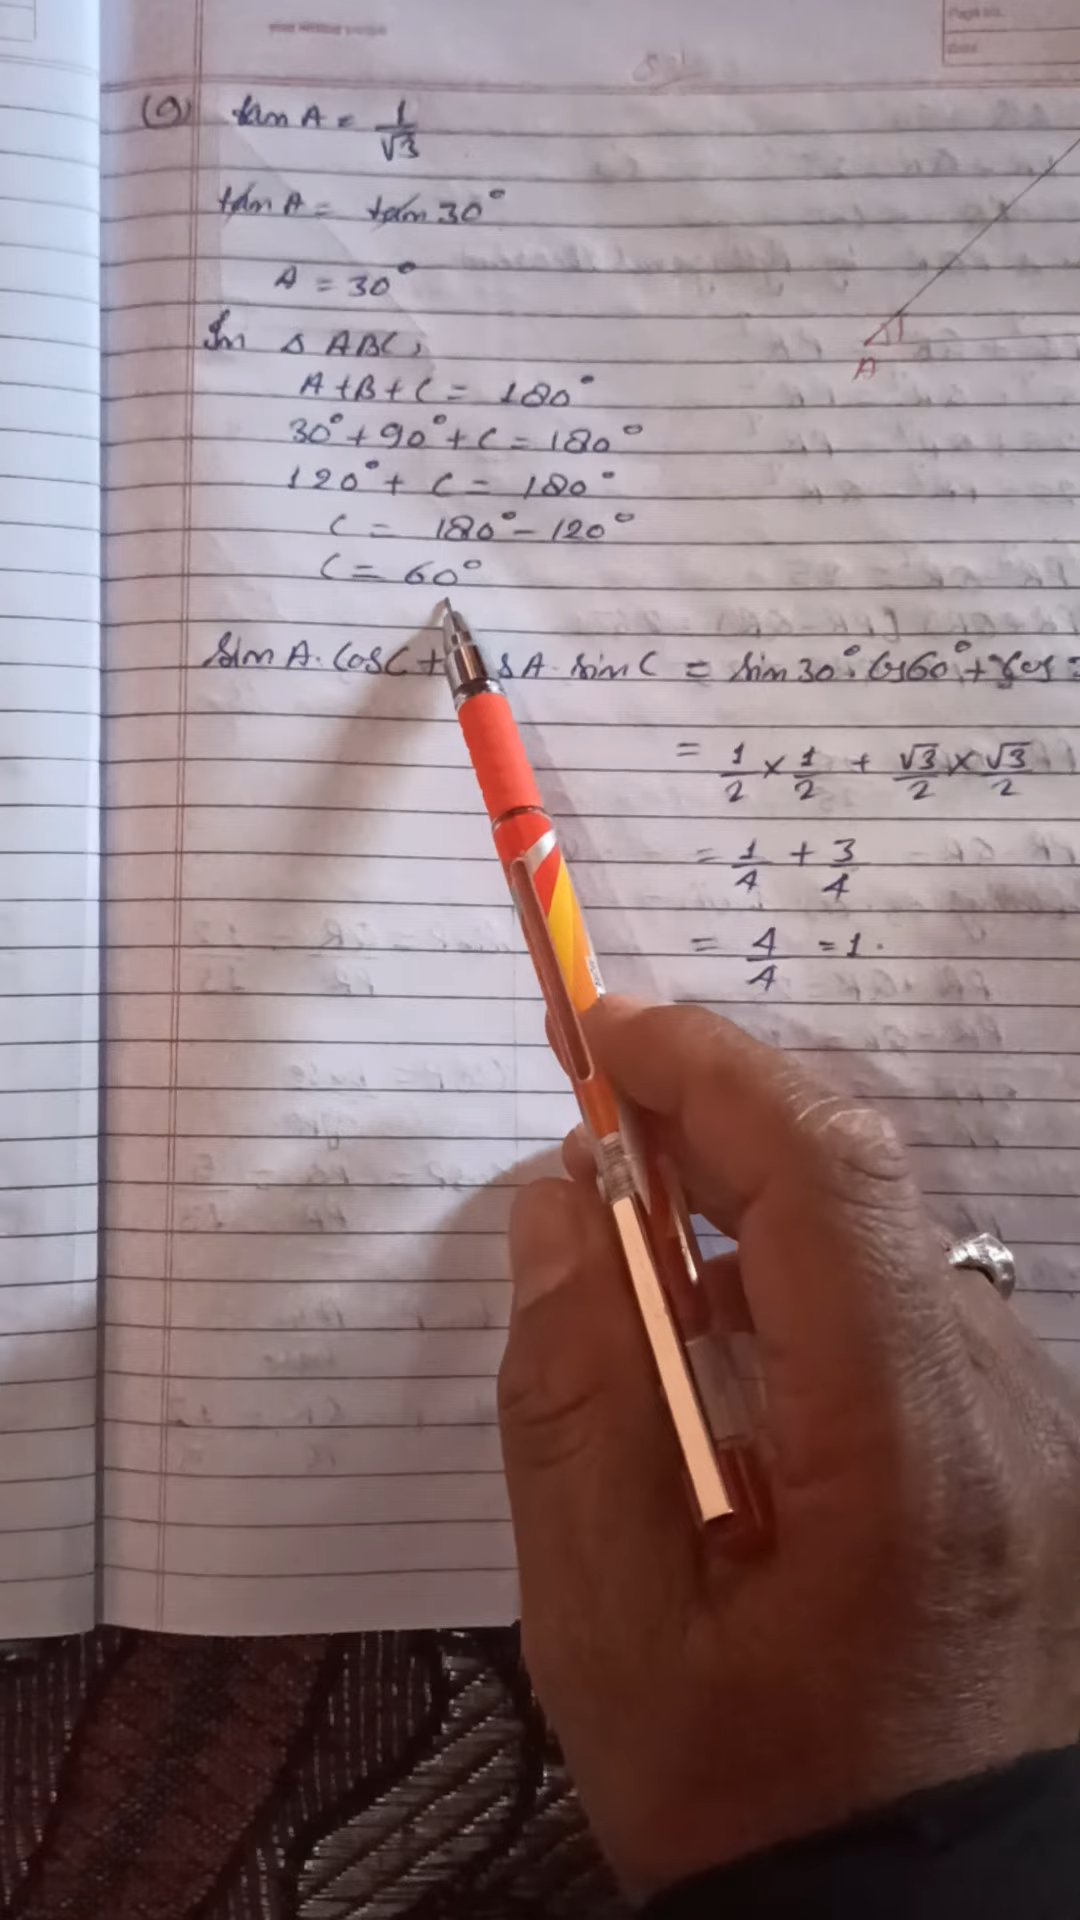 (9) tan A = 1/√3
tan A = tan 30°
A = 30°
In △ ABC,
A
A + B + C = 180°
30° + 90° + C = 180°
120° + C = 180°
C = 180° - 120°
C = 60°
sin A. cos C + sA. sin C = sin 30°. cos 60° + cos
= 1/2 × 1/2 + √3/2 × √3/2
= 1/4 + 3/4
= 4/4 = 1.